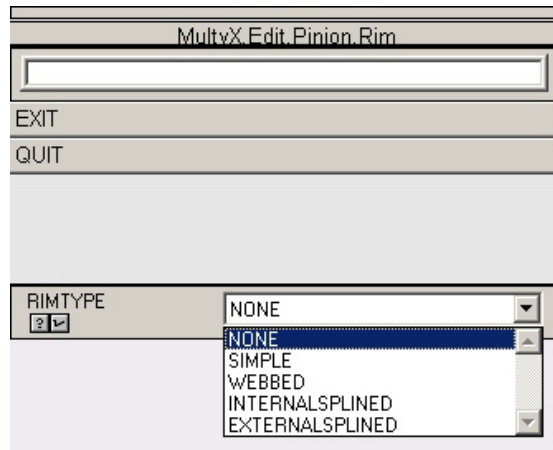 MultyX.Edit.Pinion.Rim
EXIT
QUIT
RIMTYPE
NONE
?
NONE
SIMPLE
WEBBED
INTERNALSPLINED
EXTERNALSPLINED